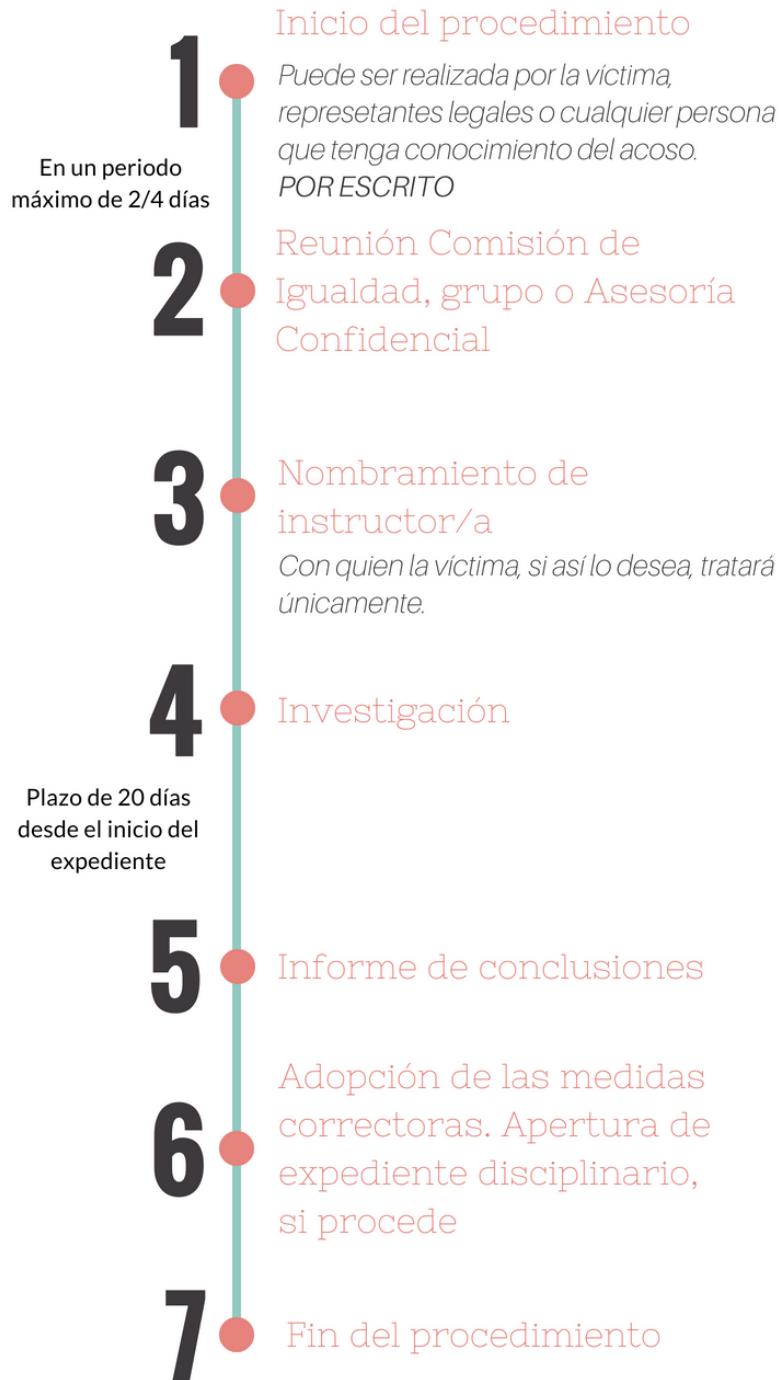 1
Inicio del procedimiento
Puede ser realizada por la víctima,
represetantes legales o cualquier persona
que tenga conocimiento del acoso.
POR ESCRITO
En un periodo
máximo de 2/4 días
2
Reunión Comisión de
Igualdad, grupo o Asesoría
Confidencial
3
Nombramiento de
instructor/a
Con quien la víctima, si así lo desea, tratará
únicamente.
4
Investigación
Plazo de 20 días
desde el inicio del
expediente
5
Informe de conclusiones
6
Adopción de las medidas
correctoras. Apertura de
expediente disciplinario,
si procede
7
Fin del procedimiento